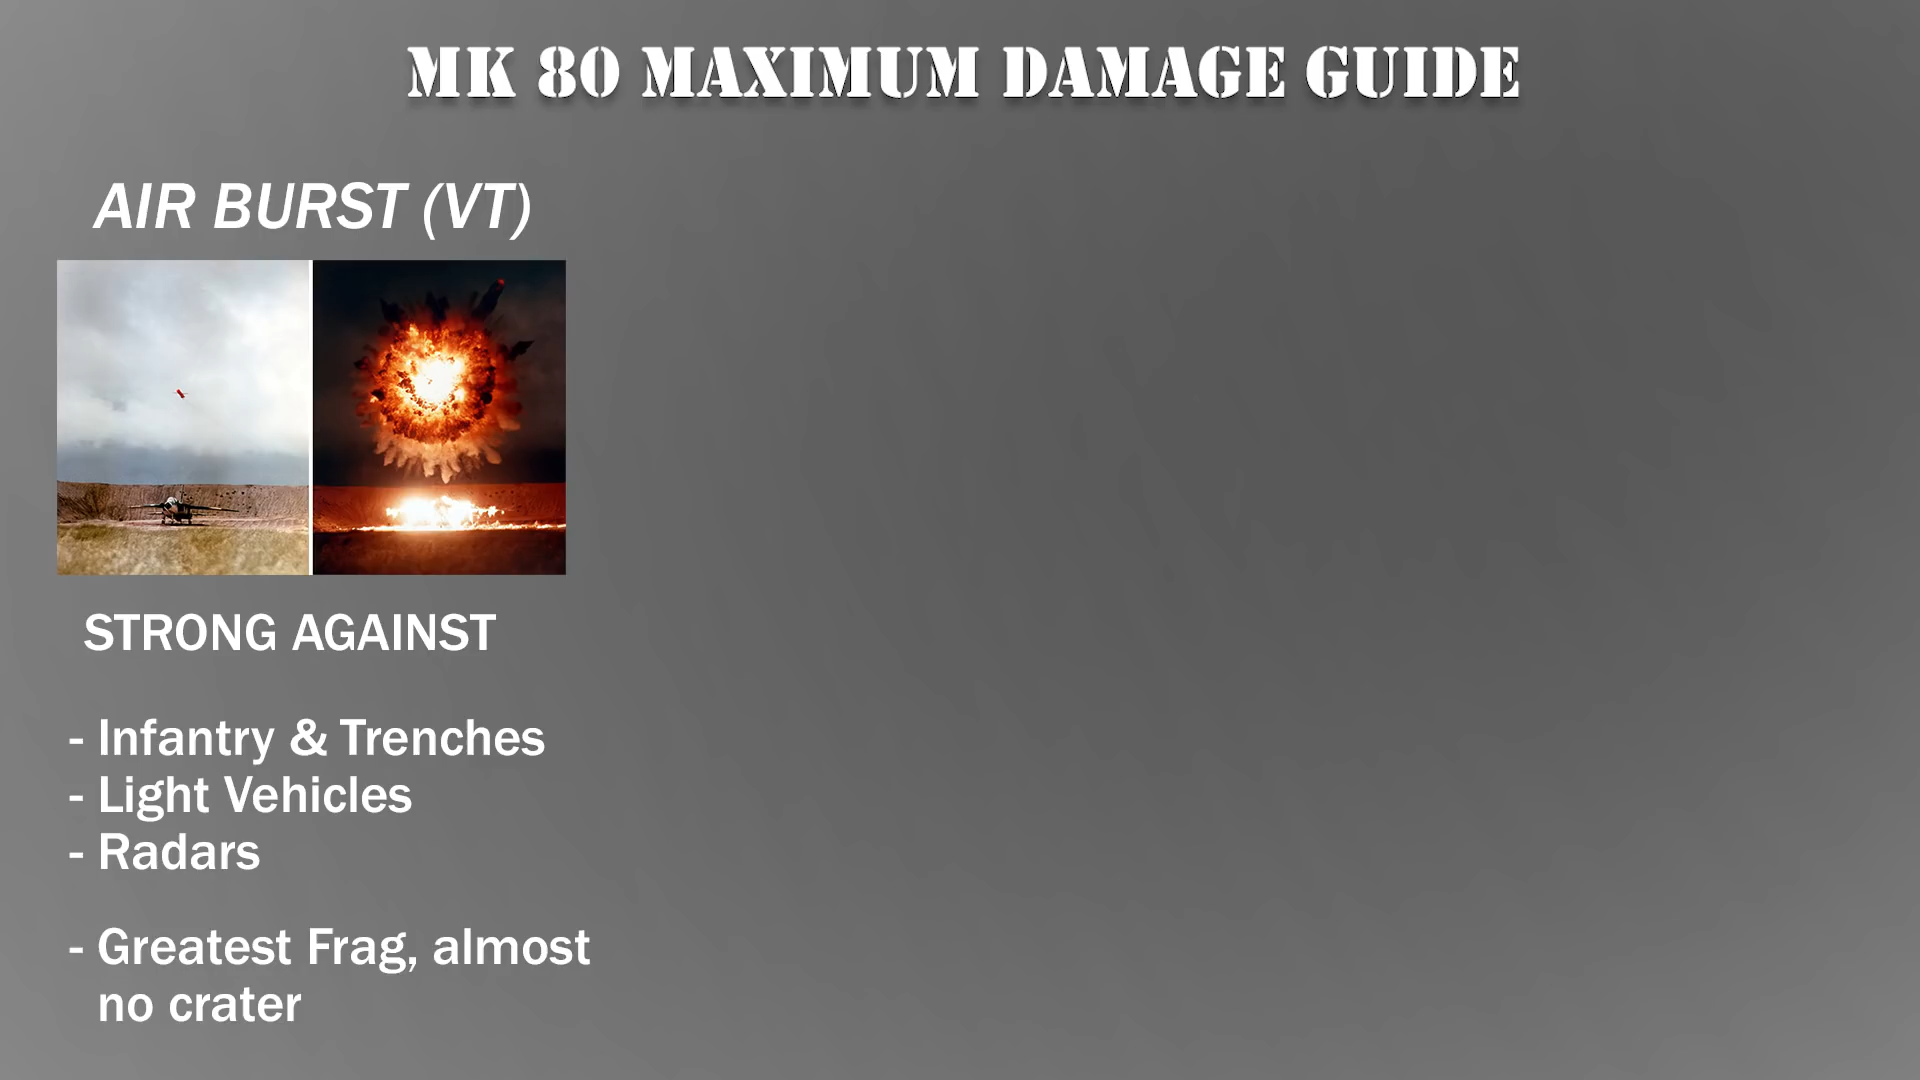 MK 80 MAXIMUM DAMAGE GUIDE
AIR BURST (VT)
STRONG AGAINST
- Infantry & Trenches
- Light Vehicles
- Radars
- Greatest Frag, almost
no crater